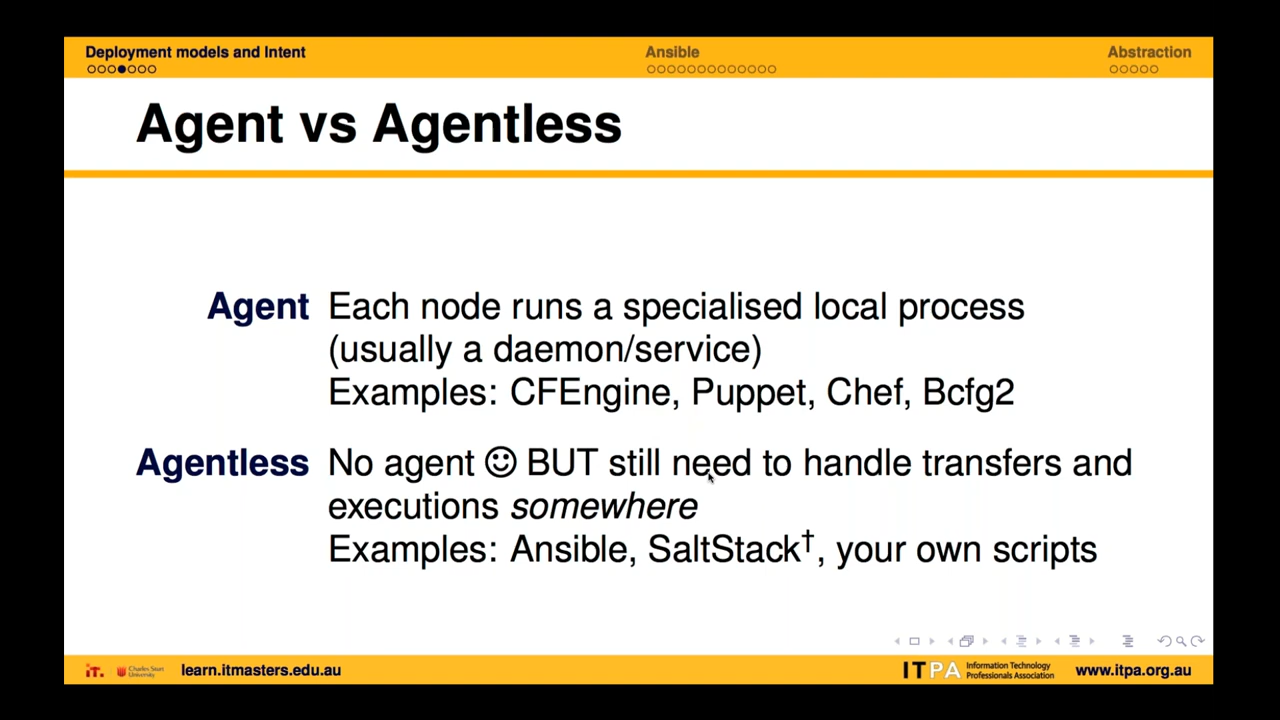 Deployment models and Intent
Ansible
Abstraction
Agent vs Agentless
Agent Each node runs a specialised local process
(usually a daemon/service)
Examples: CFEngine, Puppet, Chef, Bcfg2
Agentless No agent ☺ BUT still need to handle transfers and
executions somewhere
Examples: Ansible, SaltStack†, your own scripts
it. Charles Sturt
University
learn.itmasters.edu.au
ITPA Information Technology
Professionals Association
www.itpa.org.au